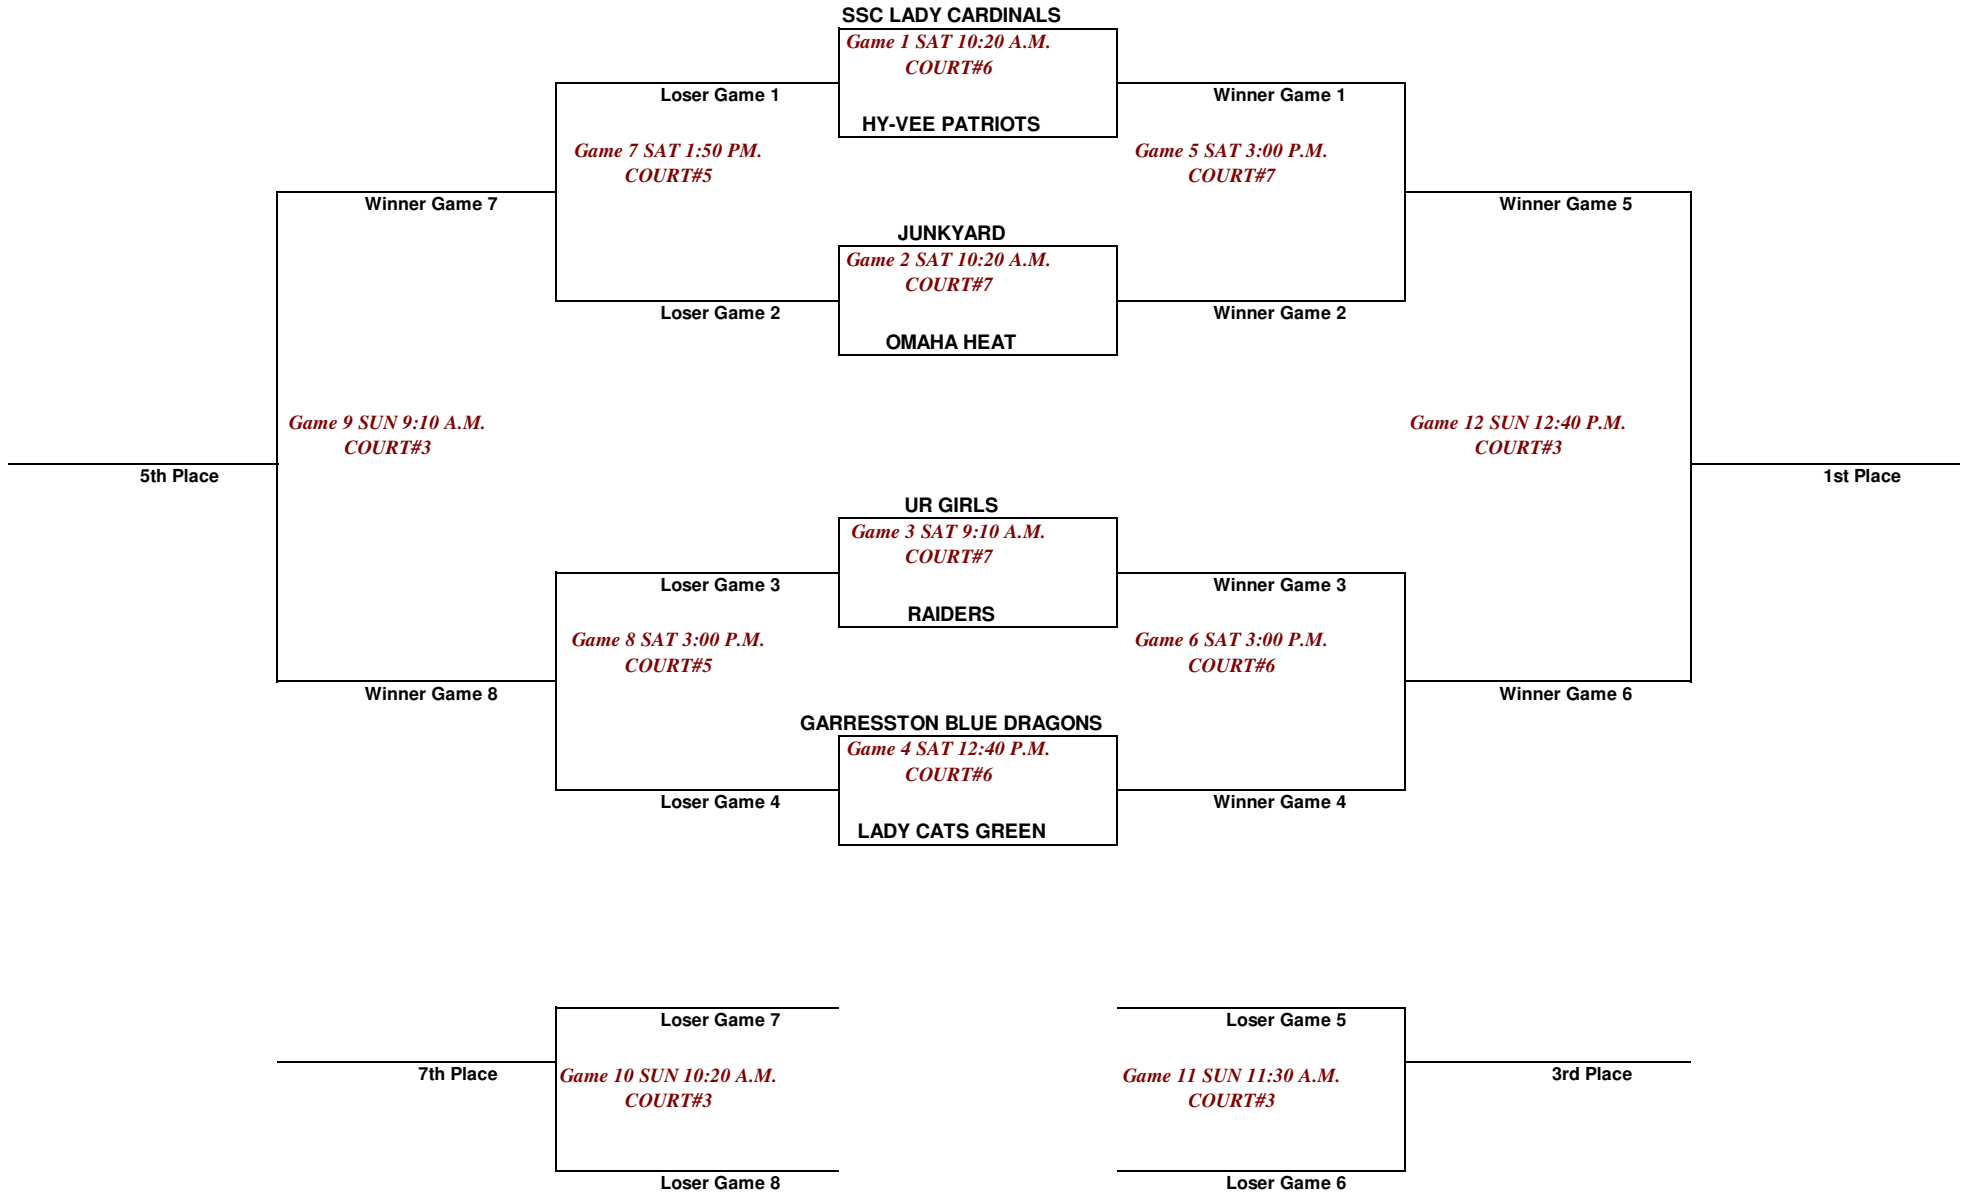 SSC LADY CARDINALS
Game 1 SAT 10:20 A.M.
COURT#6
Loser Game 1
Winner Game 1
HY-VEE PATRIOTS
Game 7 SAT 1:50 PM.
COURT#5
Game 5 SAT 3:00 P.M.
COURT#7
Winner Game 7
Winner Game 5
JUNKYARD
Game 2 SAT 10:20 A.M.
COURT#7
Loser Game 2
Winner Game 2
OMAHA HEAT
Game 9 SUN 9:10 A.M.
COURT#3
Game 12 SUN 12:40 P.M.
COURT#3
5th Place
1st Place
UR GIRLS
Game 3 SAT 9:10 A.M.
COURT#7
Loser Game 3
Winner Game 3
RAIDERS
Game 8 SAT 3:00 P.M.
COURT#5
Game 6 SAT 3:00 P.M.
COURT#6
Winner Game 8
Winner Game 6
GARRESSTON BLUE DRAGONS
Game 4 SAT 12:40 P.M.
COURT#6
Loser Game 4
Winner Game 4
LADY CATS GREEN
Loser Game 7
Loser Game 5
7th Place
Game 10 SUN 10:20 A.M.
COURT#3
Game 11 SUN 11:30 A.M.
COURT#3
3rd Place
Loser Game 8
Loser Game 6